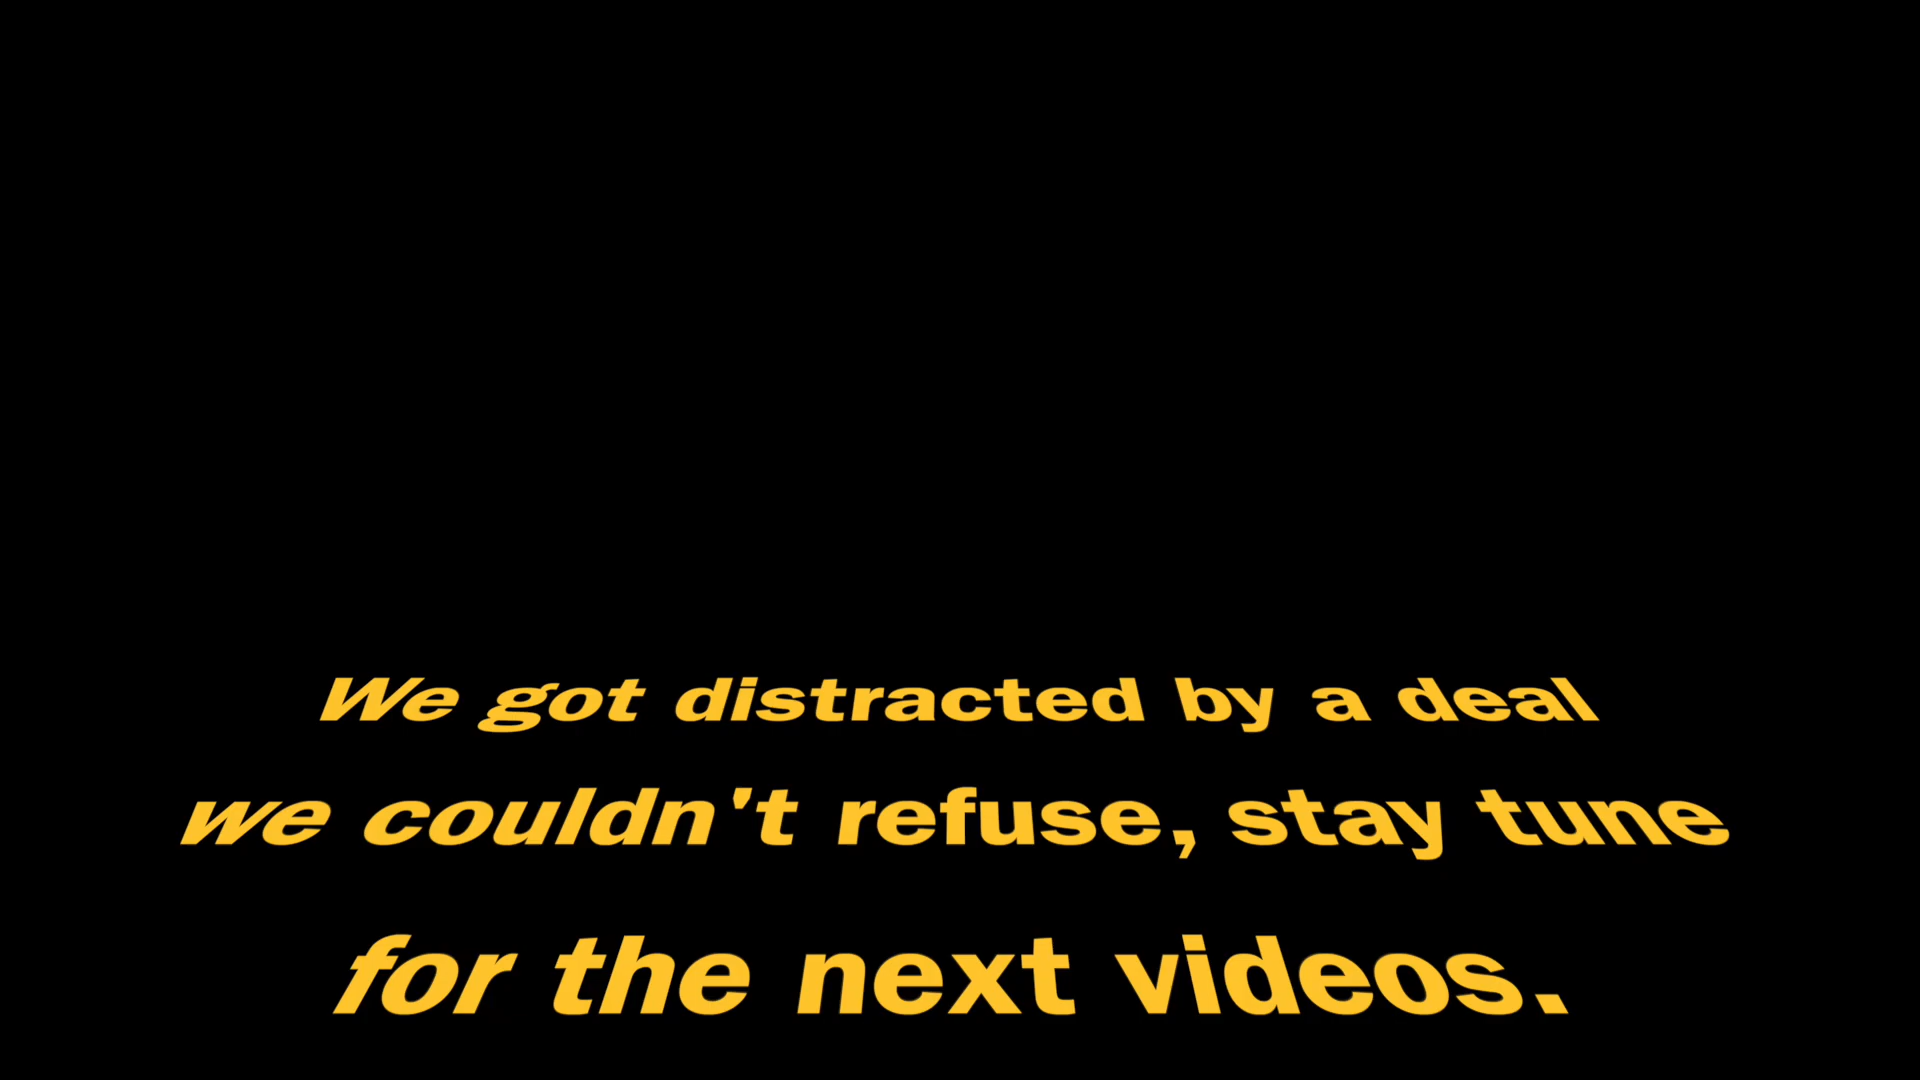 We got distracted by a deal
we couldn't refuse, stay tune
for the next videos.